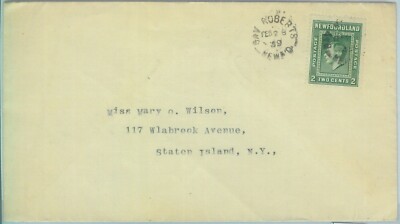 BAY ROBERTS
FEB
39
NEWF'D
NEWFOUNDLAND
POSTAGE POSTAGE
2 TWO CENTS 2
Miss Mary O. Wilson,
117 Wlabrook Avenue,
Staten Island, N.Y.,